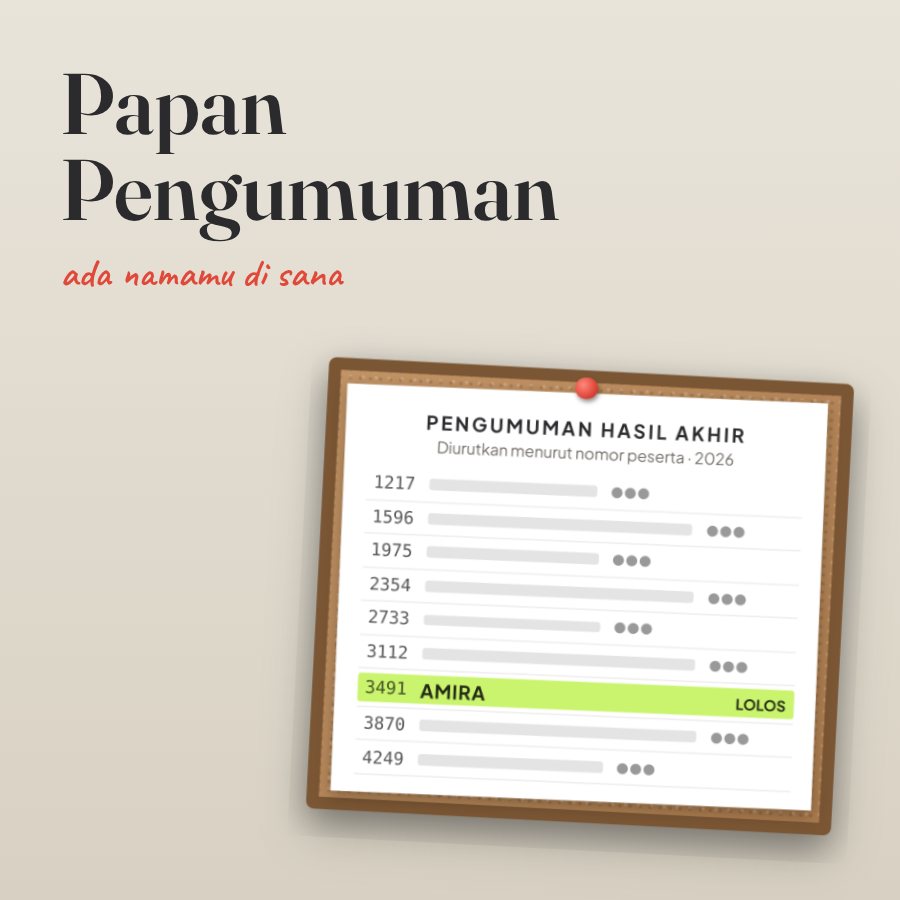 Papan
Pengumuman
ada namamu di sana
PENGUMUMAN HASIL AKHIR
Diurutkan menurut nomor peserta · 2026
1217
1596
1975
2354
2733
3112
3491 AMIRA LOLOS
3870
4249